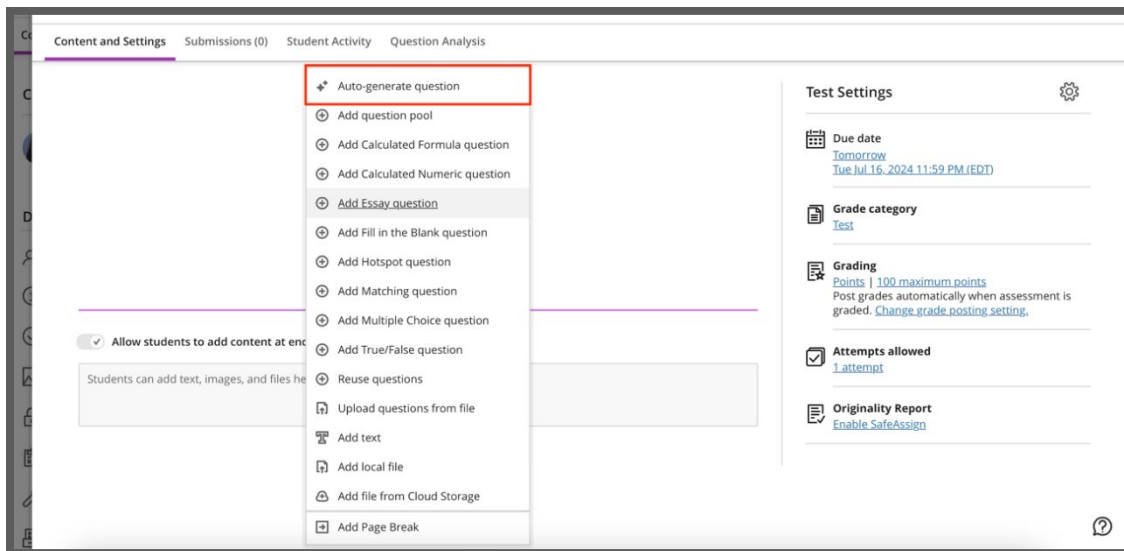 Content and Settings
Submissions (0)
Student Activity
Question Analysis
Auto-generate question
Add question pool
Add Calculated Formula question
Add Calculated Numeric question
Add Essay question
Add Fill in the Blank question
Add Hotspot question
Add Matching question
Add Multiple Choice question
Add True/False question
Reuse questions
Upload questions from file
Add text
Add local file
Add file from Cloud Storage
Add Page Break
Allow students to add content at
Students can add text, images, and files
Test Settings
Due date
Tomorrow
Tue Jul 16, 2024 11:59 PM (EDT)
Grade category
Test
Grading
Points | 100 maximum points
Post grades automatically when assessment is
graded. Change grade posting setting.
Attempts allowed
1 attempt
Originality Report
Enable SafeAssign